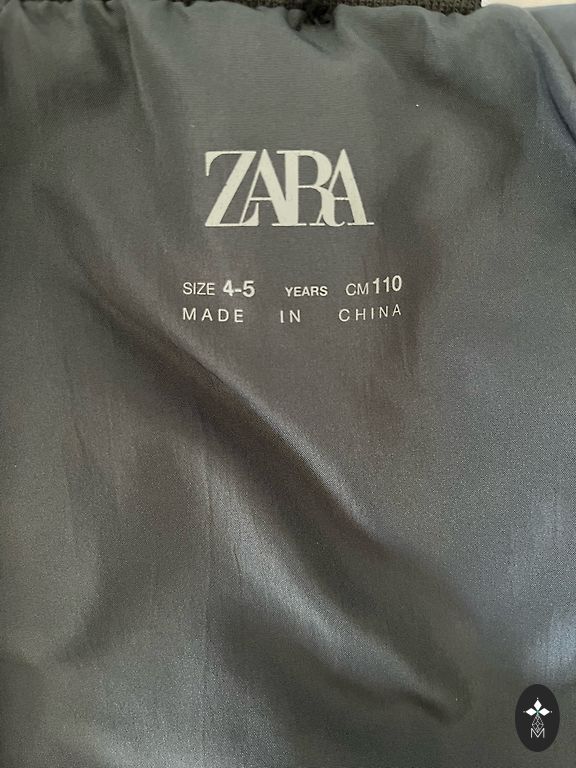 ZARA
SIZE 4-5 YEARS CM 110
MADE IN CHINA
M